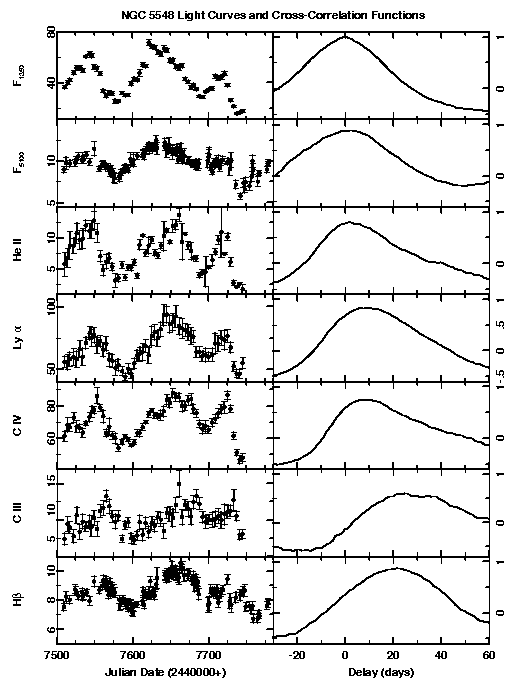 NGC 5548 Light Curves and Cross-Correlation Functions
80
40
F1350
1
0
10
5
F5100
1
0
10
5
He II
1
0
100
50
Ly α
1
.5
0
-.5
80
60
C IV
1
0
15
10
5
C III
1
0
10
8
6
Hβ
1
0
7500 7600 7700
-20 0 20 40 60
Julian Date (2440000+)
Delay (days)